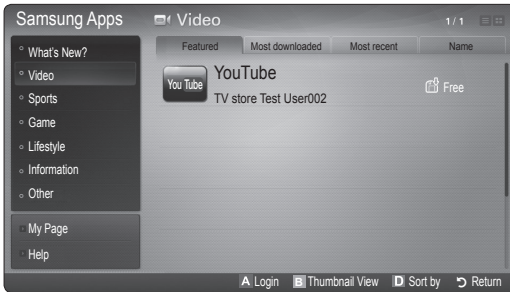 Samsung Apps
Video
1/1
What's New?
Video
Sports
Game
Lifestyle
Information
Other
My Page
Help
Featured
Most downloaded
Most recent
Name
You Tube
YouTube
TV store Test User002
Free
A Login B Thumbnail View D Sort by Return